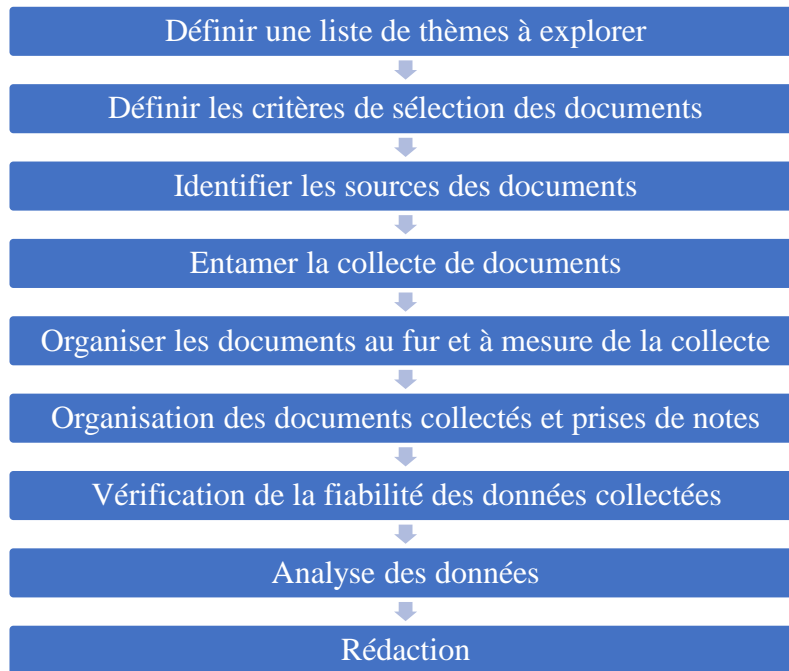 Définir une liste de thèmes à explorer
Définir les critères de sélection des documents
Identifier les sources des documents
Entamer la collecte de documents
Organiser les documents au fur et à mesure de la collecte
Organisation des documents collectés et prises de notes
Vérification de la fiabilité des données collectées
Analyse des données
Rédaction